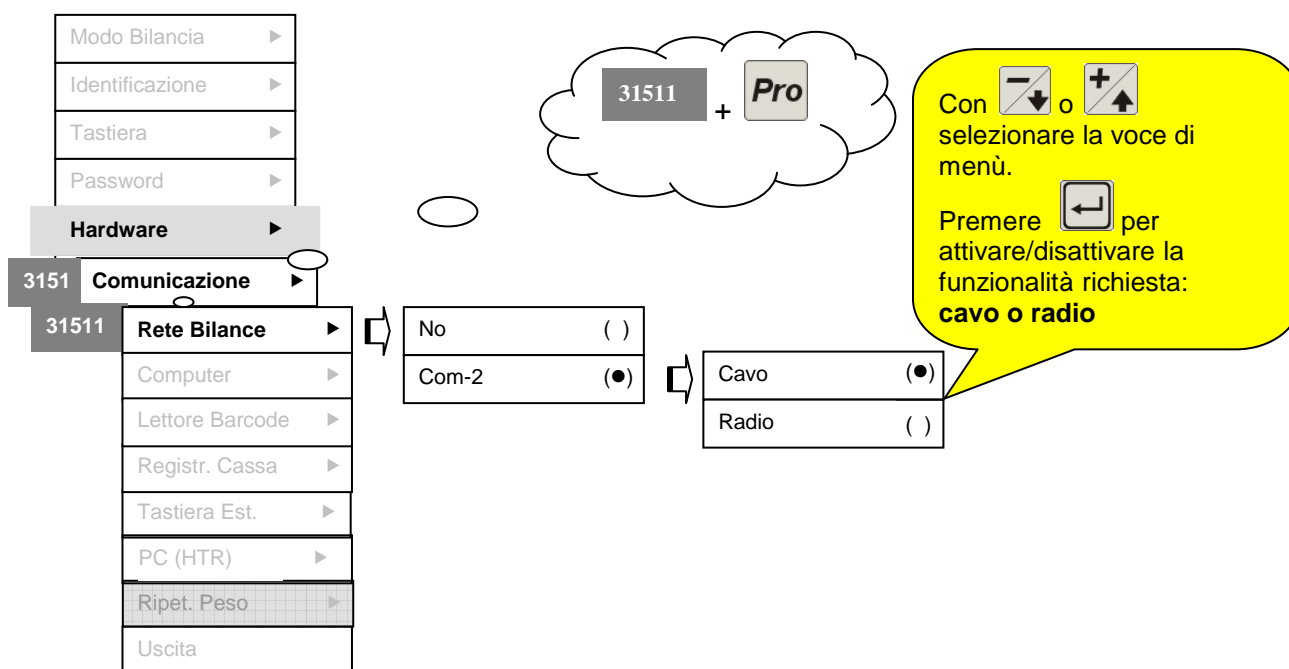 Modo Bilancia ►
Identificazione ►
Tastiera ►
Password ►
Hardware ►
3151 Comunicazione ►
31511 Rete Bilance ►
Computer ►
Lettore Barcode ►
Registr. Cassa ►
Tastiera Est. ►
PC (HTR) ►
Ripet. Peso ►
Uscita
No ( )
Com-2 (●)
Cavo (●)
Radio ( )
31511 + Pro
Con - o +
selezionare la voce di
menù.
Premere per
attivare/disattivare la
funzionalità richiesta:
cavo o radio